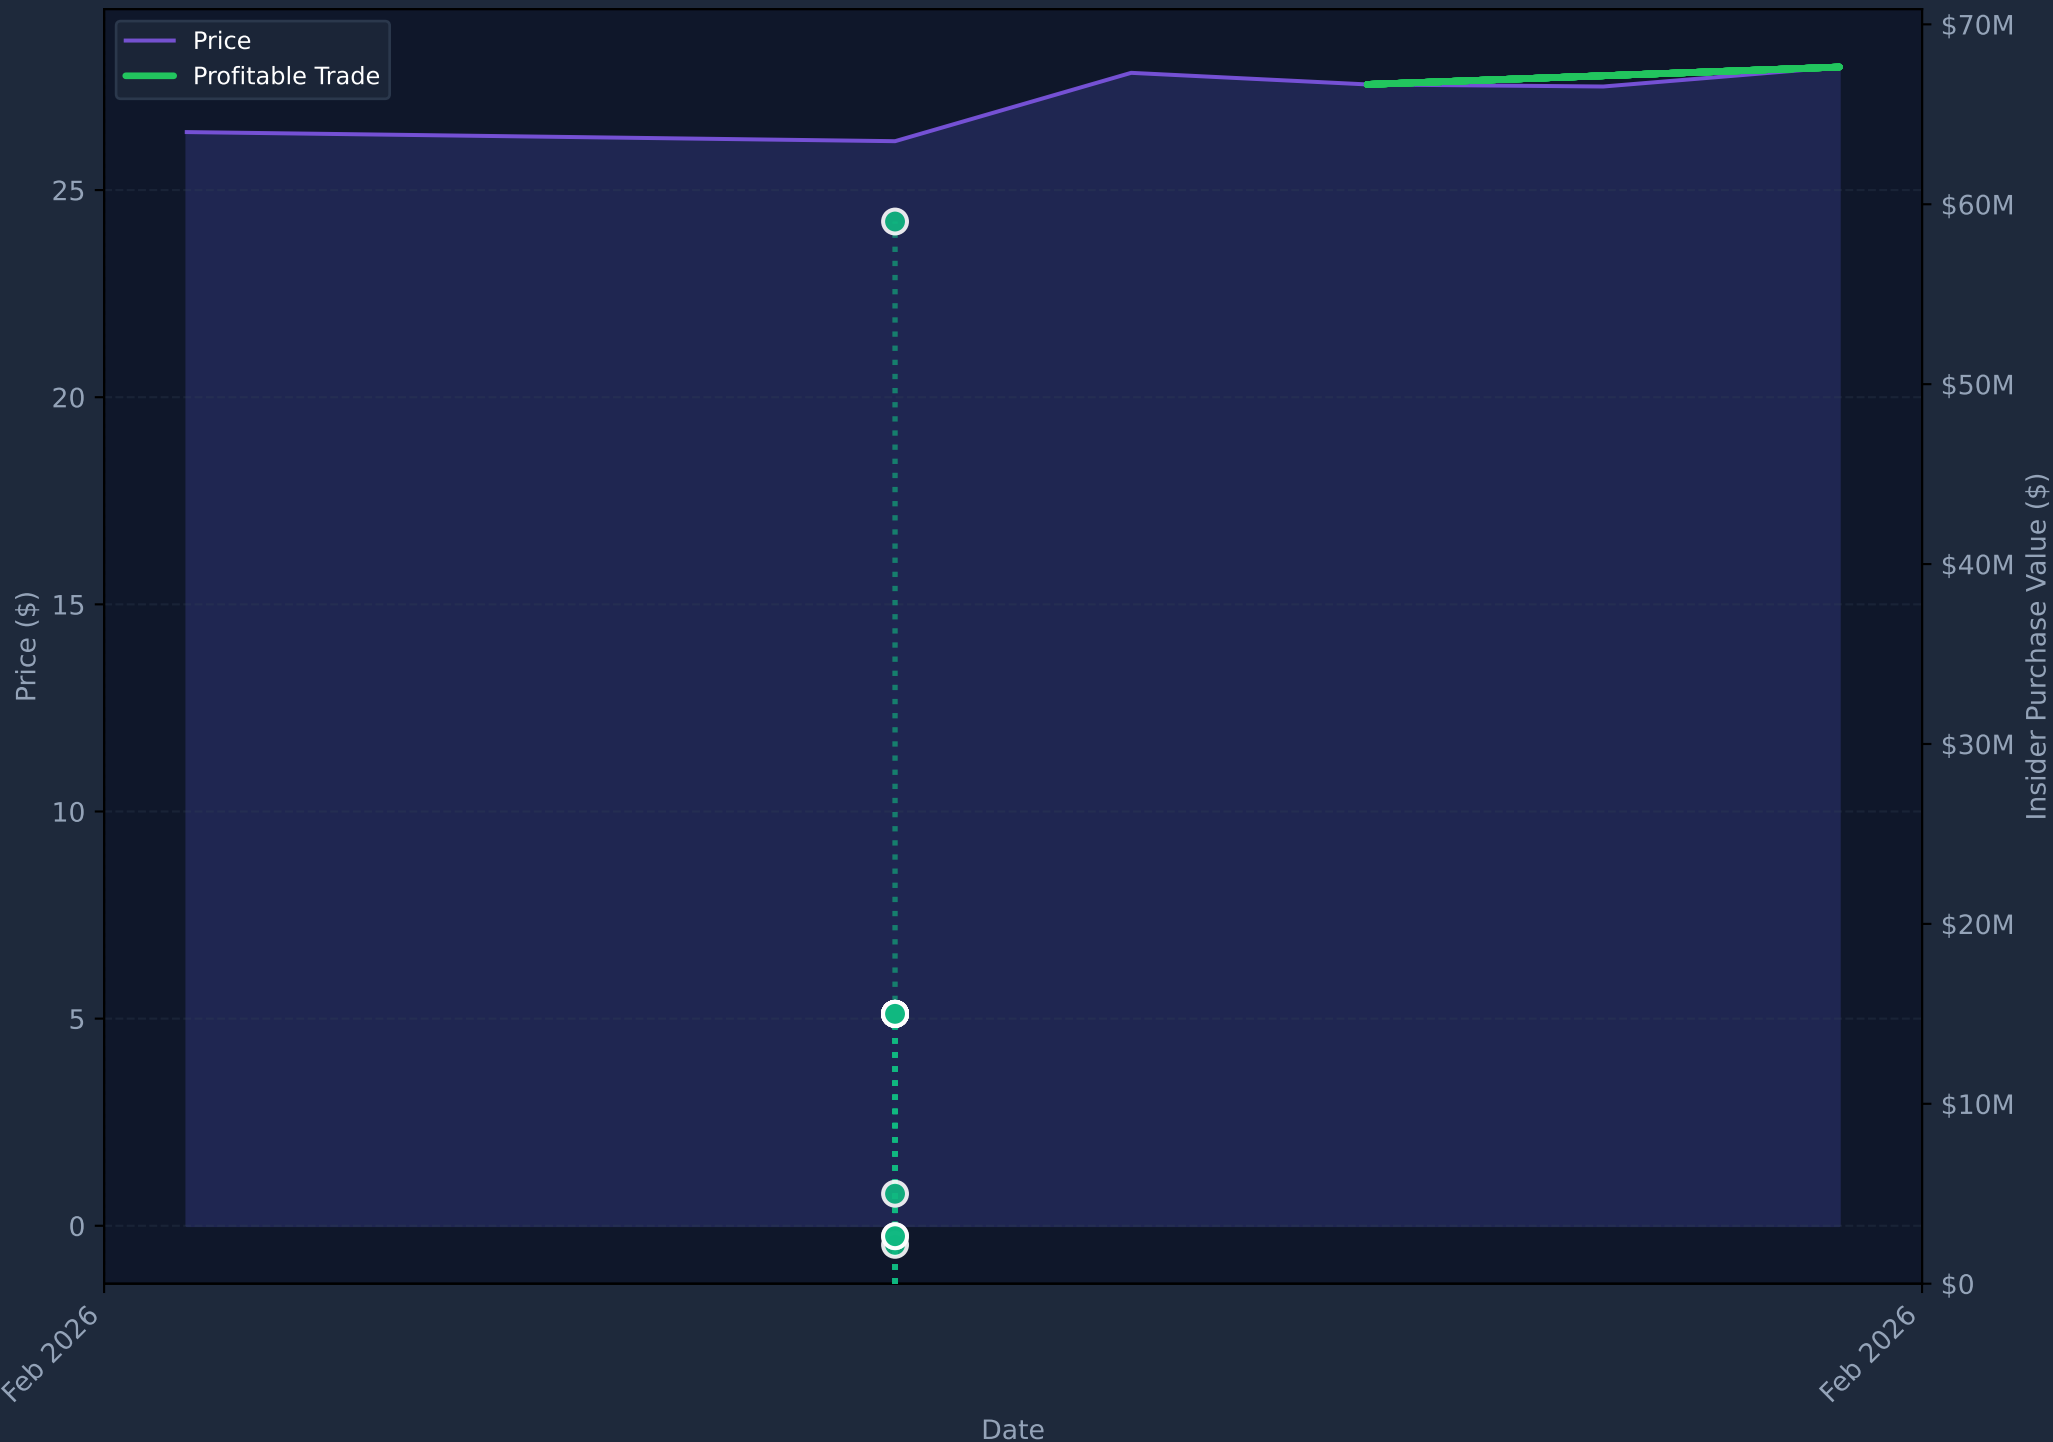 Price
Profitable Trade
25
20
15
10
5
0
Price ($)
$70M
$60M
$50M
$40M
$30M
$20M
$10M
$0
Insider Purchase Value ($)
Feb 2026
Feb 2026
Date